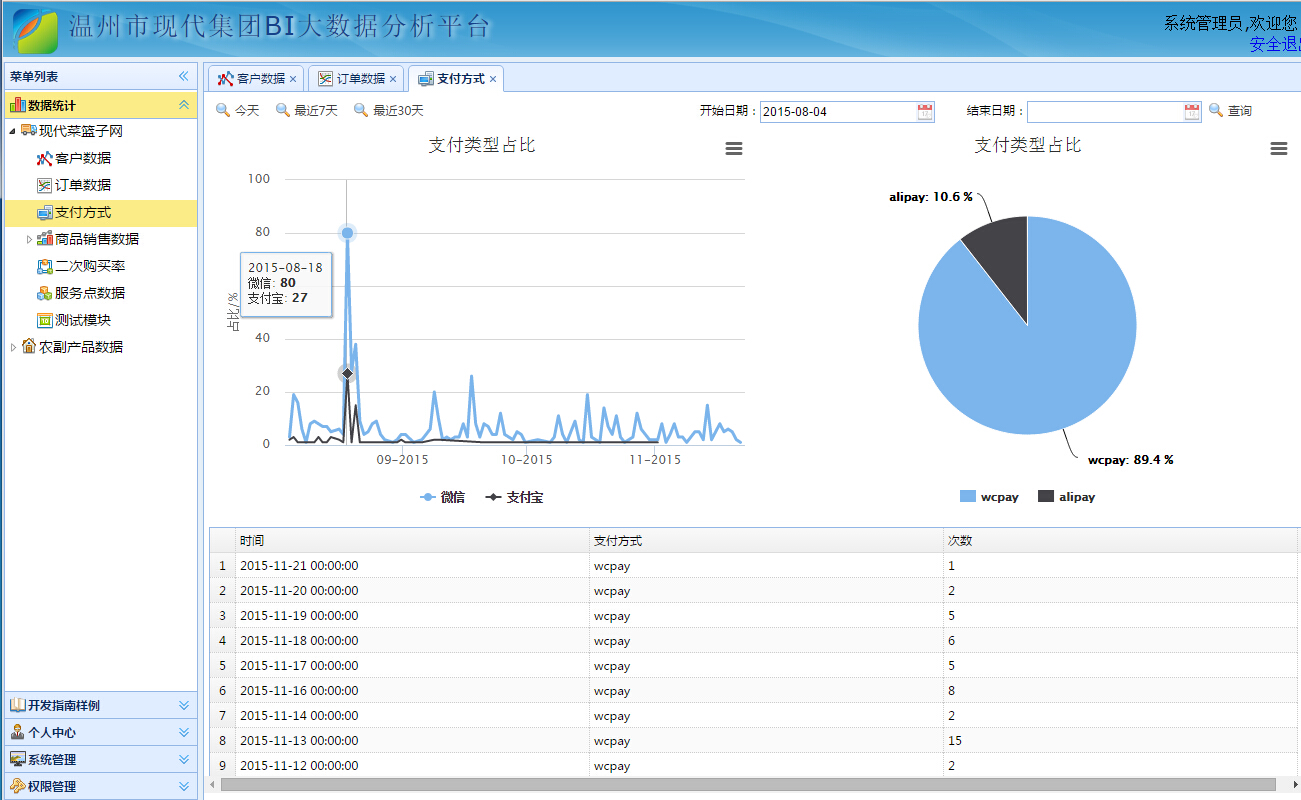 温州市现代集团BI大数据分析平台
系统管理员,欢迎您
安全退出
菜单列表
数据统计
现代菜篮子网
客户数据
订单数据
支付方式
商品销售数据
二次购买率
服务点数据
测试模块
农副产品数据
开发指南样例
个人中心
系统管理
权限管理
客户数据 × 订单数据 × 支付方式 ×
今天 最近7天 最近30天 开始日期： 2015-08-04 结束日期： 查询
支付类型占比
100
80
40
20
0
占比/%
2015-08-18
微信: 80
支付宝: 27
09-2015 10-2015 11-2015
微信 支付宝
支付类型占比
alipay: 10.6 %
wcpay: 89.4 %
wcpay alipay
时间 支付方式 次数
1 2015-11-21 00:00:00 wcpay 1
2 2015-11-20 00:00:00 wcpay 2
3 2015-11-19 00:00:00 wcpay 5
4 2015-11-18 00:00:00 wcpay 6
5 2015-11-17 00:00:00 wcpay 5
6 2015-11-16 00:00:00 wcpay 8
7 2015-11-14 00:00:00 wcpay 2
8 2015-11-13 00:00:00 wcpay 15
9 2015-11-12 00:00:00 wcpay 2